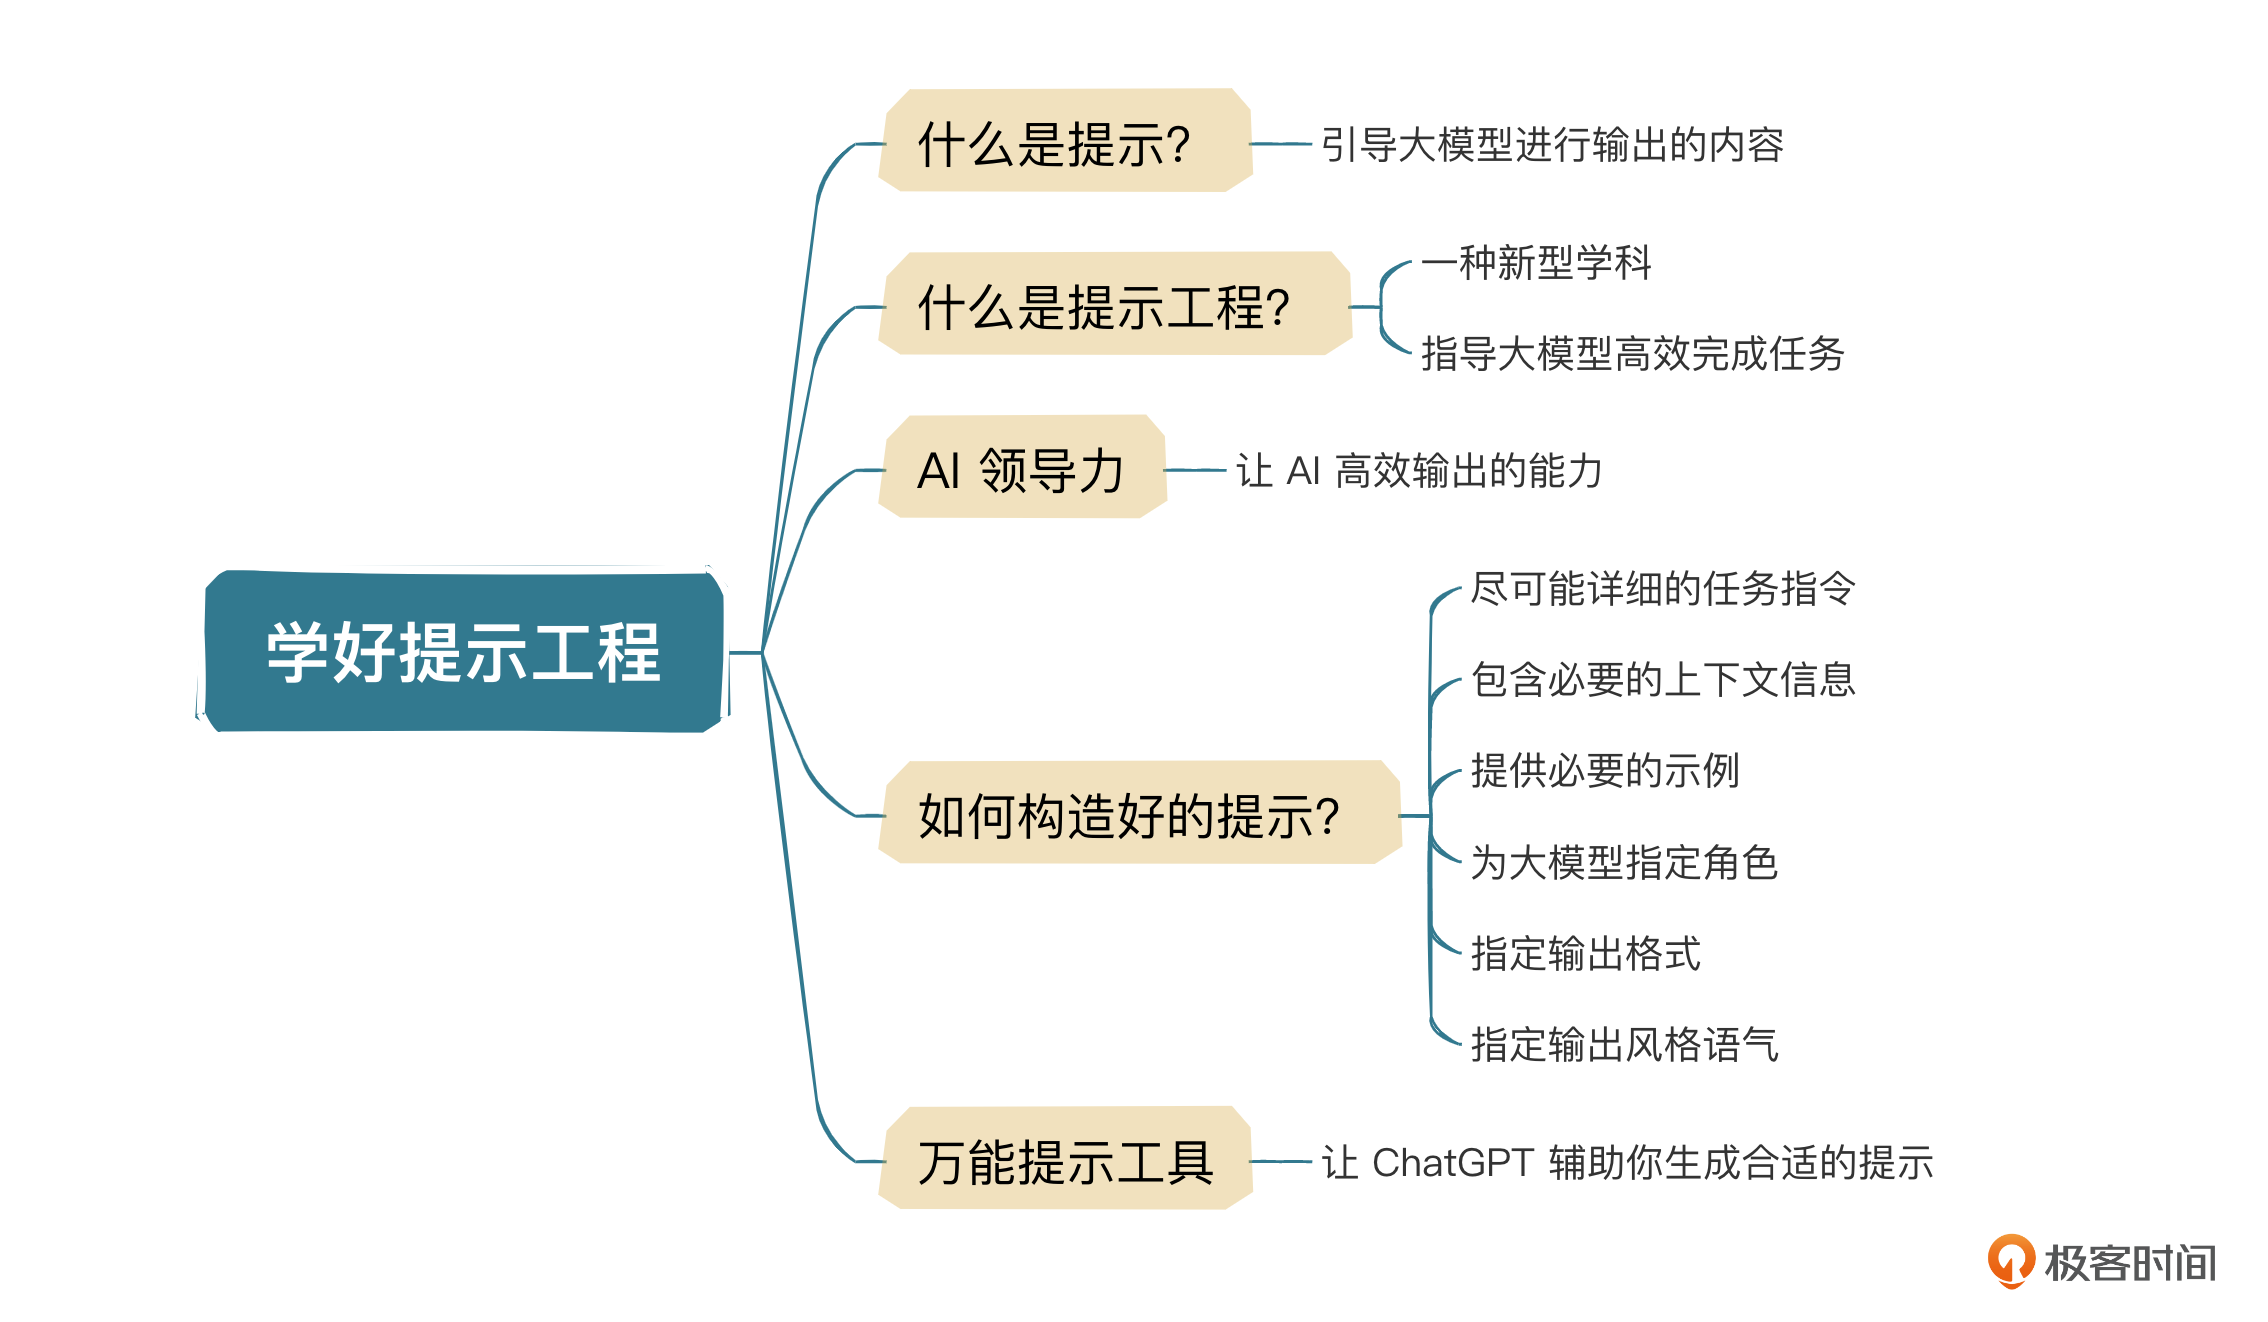 什么是提示?
引导大模型进行输出的内容
什么是提示工程?
一种新型学科
指导大模型高效完成任务
AI 领导力
让 AI 高效输出的能力
学好提示工程
如何构造好的提示?
尽可能详细的任务指令
包含必要的上下文信息
提供必要的示例
为大模型指定角色
指定输出格式
指定输出风格语气
万能提示工具
让 ChatGPT 辅助你生成合适的提示
极客时间